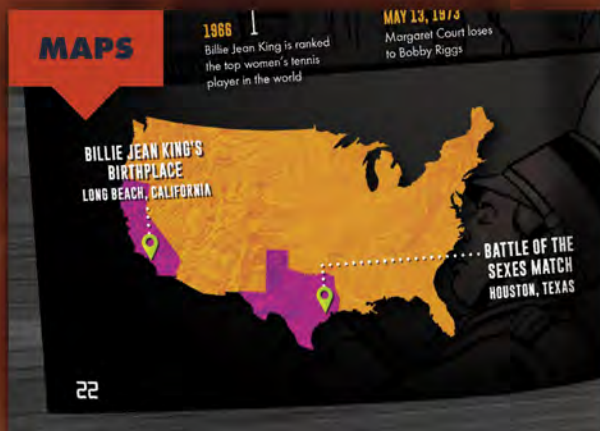 MAPS
1966
Billie Jean King is ranked
the top women's tennis
player in the world
MAY 13, 1973
Margaret Court loses
to Bobby Riggs
BILLIE JEAN KING'S
BIRTHPLACE
LONG BEACH, CALIFORNIA
BATTLE OF THE
SEXES MATCH
HOUSTON, TEXAS
22